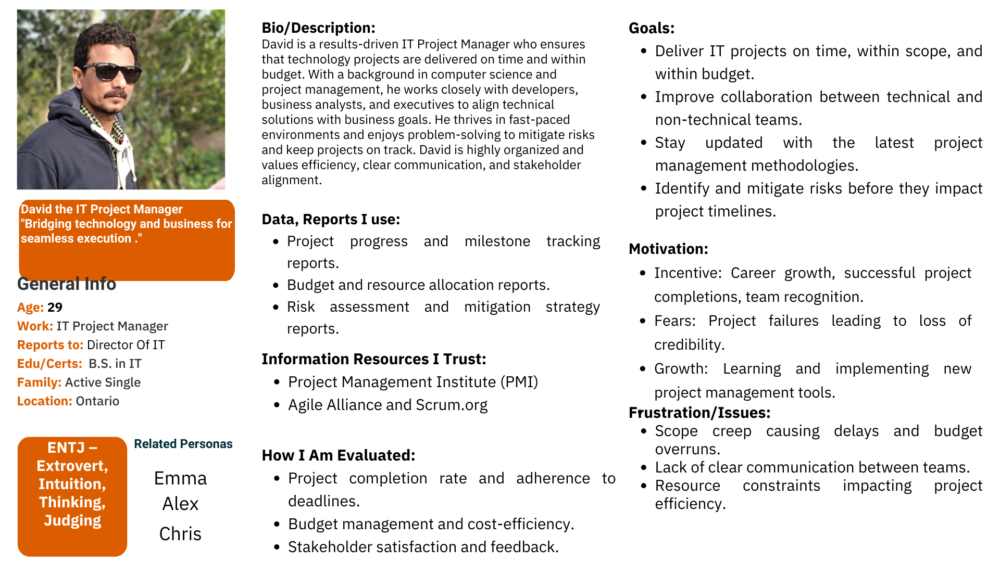 David the IT Project Manager
"Bridging technology and business for
seamless execution ."
General Info
Age: 29
Work: IT Project Manager
Reports to: Director Of IT
Edu/Certs: B.S. in IT
Family: Active Single
Location: Ontario
ENTJ –
Extrovert,
Intuition,
Thinking,
Judging
Related Personas
Emma
Alex
Chris
Bio/Description:
David is a results-driven IT Project Manager who ensures
that technology projects are delivered on time and within
budget. With a background in computer science and
project management, he works closely with developers,
business analysts, and executives to align technical
solutions with business goals. He thrives in fast-paced
environments and enjoys problem-solving to mitigate risks
and keep projects on track. David is highly organized and
values efficiency, clear communication, and stakeholder
alignment.
Data, Reports I use:
• Project progress and milestone tracking
reports.
• Budget and resource allocation reports.
• Risk assessment and mitigation strategy
reports.
Information Resources I Trust:
• Project Management Institute (PMI)
• Agile Alliance and Scrum.org
How I Am Evaluated:
• Project completion rate and adherence to
deadlines.
• Budget management and cost-efficiency.
• Stakeholder satisfaction and feedback.
Goals:
• Deliver IT projects on time, within scope, and
within budget.
• Improve collaboration between technical and
non-technical teams.
• Stay updated with the latest project
management methodologies.
• Identify and mitigate risks before they impact
project timelines.
Motivation:
• Incentive: Career growth, successful project
completions, team recognition.
• Fears: Project failures leading to loss of
credibility.
• Growth: Learning and implementing new
project management tools.
Frustration/Issues:
• Scope creep causing delays and budget
overruns.
• Lack of clear communication between teams.
• Resource constraints impacting project
efficiency.